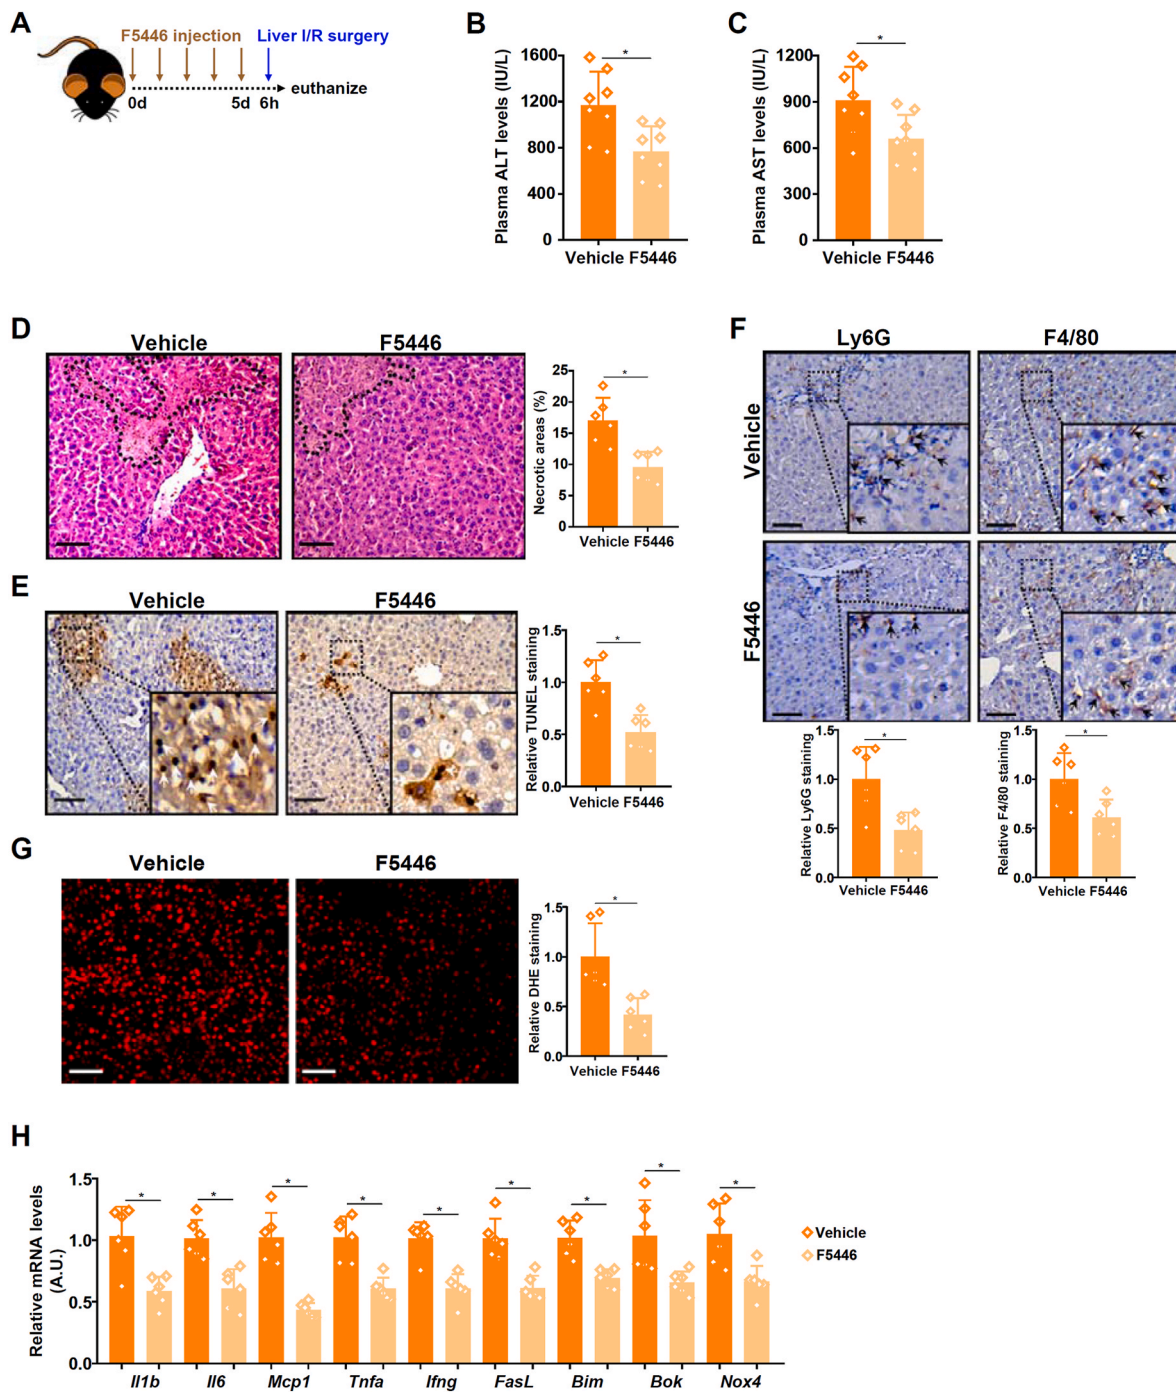 A
F5446 injection
Liver I/R surgery
0d
5d
6h
euthanize
B
Plasma ALT levels (IU/L)
1600
1200
800
400
0
*
Vehicle F5446
C
Plasma AST levels (IU/L)
1200
900
600
300
0
*
Vehicle F5446
D
Vehicle
F5446
Necrotic areas (%)
25
20
15
10
5
0
*
Vehicle F5446
E
Vehicle
F5446
Relative TUNEL staining
1.5
1.0
0.5
0.0
*
Vehicle F5446
F
Ly6G
F4/80
Vehicle
F5446
Relative Ly6G staining
1.5
1.0
0.5
0.0
*
Vehicle F5446
Relative F4/80 staining
1.5
1.0
0.5
0.0
*
Vehicle F5446
G
Vehicle
F5446
Relative DHE staining
1.5
1.0
0.5
0.0
*
Vehicle F5446
H
Relative mRNA levels
(A.U.)
1.5
1.0
0.5
0.0
* * * * * * * * *
Il1b Il6 Mcp1 Tnfa Ifng FasL Bim Bok Nox4
Vehicle
F5446